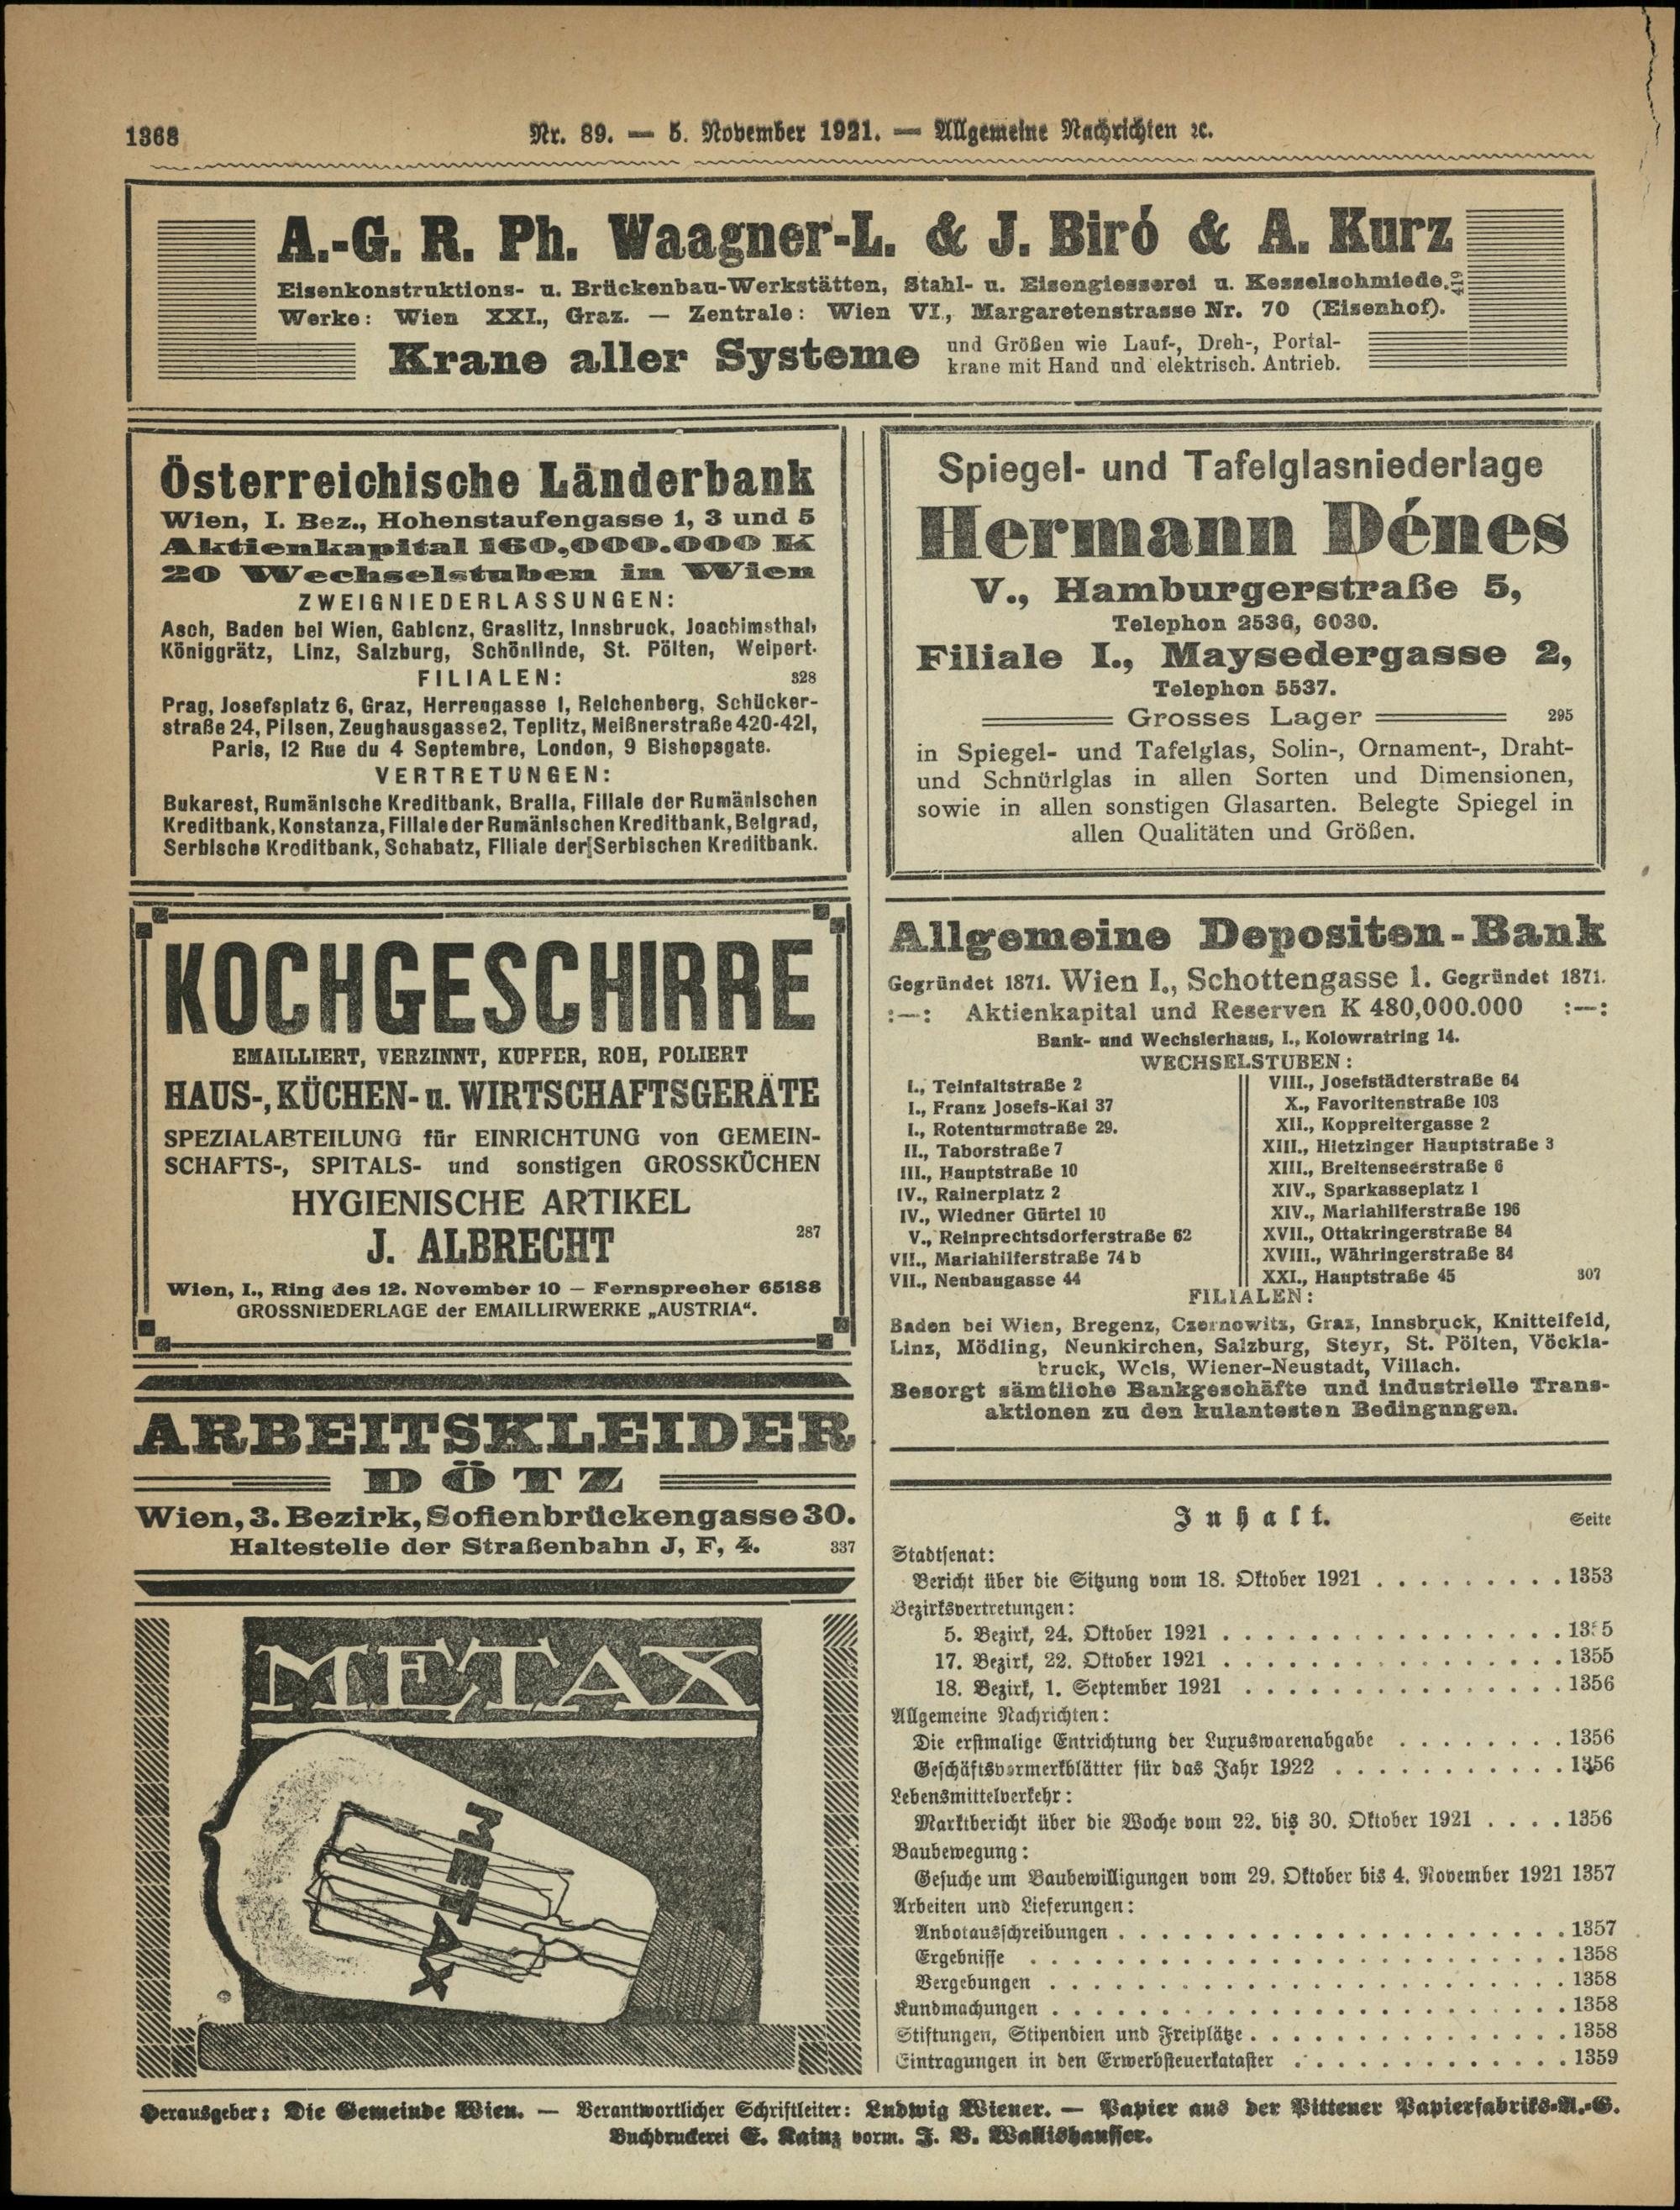 1368
Nr. 89. — 5. November 1921. — Allgemeine Nachrichten ꝛc.
A.-G. R. Ph. Waagner-L. & J. Biró & A. Kurz
Eisenkonstruktions- u. Brückenbau-Werkstätten, Stahl- u. Eisengiesserei u. Kesselschmiede.
419
Werke: Wien XXI., Graz. — Zentrale: Wien VI., Margaretenstrasse Nr. 70 (Eisenhof).
Krane aller Systeme
und Größen wie Lauf-, Dreh-, Portal-
krane mit Hand und elektrisch. Antrieb.
Österreichische Länderbank
Wien, I. Bez., Hohenstaufengasse 1, 3 und 5
Aktienkapital 160,000.000 K
20 Wechselstuben in Wien
ZWEIGNIEDERLASSUNGEN:
Asch, Baden bei Wien, Gablonz, Graslitz, Innsbruck, Joachimsthal,
Königgrätz, Linz, Salzburg, Schönlinde, St. Pölten, Weipert.
FILIALEN: 328
Prag, Josefsplatz 6, Graz, Herrengasse 1, Reichenberg, Schücker-
straße 24, Pilsen, Zeughausgasse 2, Teplitz, Meißnerstraße 420-421,
Paris, 12 Rue du 4 Septembre, London, 9 Bishopsgate.
VERTRETUNGEN:
Bukarest, Rumänische Kreditbank, Braila, Filiale der Rumänischen
Kreditbank, Konstanza, Filiale der Rumänischen Kreditbank, Belgrad,
Serbische Kreditbank, Schabatz, Filiale der Serbischen Kreditbank.
KOCHGESCHIRRE
EMAILLIERT, VERZINNT, KUPFER, ROH, POLIERT
HAUS-, KÜCHEN- u. WIRTSCHAFTSGERÄTE
SPEZIALABTEILUNG für EINRICHTUNG von GEMEIN-
SCHAFTS-, SPITALS- und sonstigen GROSSKÜCHEN
HYGIENISCHE ARTIKEL
J. ALBRECHT 287
Wien, I., Ring des 12. November 10 — Fernsprecher 65188
GROSSNIEDERLAGE der EMAILLIRWERKE „AUSTRIA“.
ARBEITSKLEIDER
DÖTZ
Wien, 3. Bezirk, Sofienbrückengasse 30.
Haltestelle der Straßenbahn J, F, 4. 337
METAX
METAX
Spiegel- und Tafelglasniederlage
Hermann Dénes
V., Hamburgerstraße 5,
Telephon 2536, 6030.
Filiale I., Maysedergasse 2,
Telephon 5537.
Grosses Lager 295
in Spiegel- und Tafelglas, Solin-, Ornament-, Draht-
und Schnürlglas in allen Sorten und Dimensionen,
sowie in allen sonstigen Glasarten. Belegte Spiegel in
allen Qualitäten und Größen.
Allgemeine Depositen-Bank
Gegründet 1871. Wien I., Schottengasse 1. Gegründet 1871.
:—: Aktienkapital und Reserven K 480,000.000 :—:
Bank- und Wechslerhaus, I., Kolowratring 14.
WECHSELSTUBEN:
I., Teinfaltstraße 2
I., Franz Josefs-Kai 37
I., Rotenturmstraße 29.
II., Taborstraße 7
III., Hauptstraße 10
IV., Rainerplatz 2
IV., Wiedner Gürtel 10
V., Reinprechtsdorferstraße 62
VII., Mariahilferstraße 74 b
VII., Neubaugasse 44
VIII., Josefstädterstraße 64
X., Favoritenstraße 103
XII., Koppreitergasse 2
XIII., Hietzinger Hauptstraße 3
XIII., Breitenseerstraße 6
XIV., Sparkasseplatz 1
XIV., Mariahilferstraße 196
XVII., Ottakringerstraße 84
XVIII., Währingerstraße 84
XXI., Hauptstraße 45 307
FILIALEN:
Baden bei Wien, Bregenz, Czernowitz, Graz, Innsbruck, Knittelfeld,
Linz, Mödling, Neunkirchen, Salzburg, Steyr, St. Pölten, Vöckla-
bruck, Wels, Wiener-Neustadt, Villach.
Besorgt sämtliche Bankgeschäfte und industrielle Trans-
aktionen zu den kulantesten Bedingungen.
Inhalt. Seite
Stadtsenat:
Bericht über die Sitzung vom 18. Oktober 1921 . . . . . . . . . 1353
Bezirksvertretungen:
5. Bezirk, 24. Oktober 1921 . . . . . . . . . . . . . . . . 1355
17. Bezirk, 22. Oktober 1921 . . . . . . . . . . . . . . . . 1355
18. Bezirk, 1. September 1921 . . . . . . . . . . . . . . . 1356
Allgemeine Nachrichten:
Die erstmalige Entrichtung der Luxuswarenabgabe . . . . . . . . 1356
Geschäftsvormerkblätter für das Jahr 1922 . . . . . . . . . . . 1356
Lebensmittelverkehr:
Marktbericht über die Woche vom 22. bis 30. Oktober 1921 . . . . 1356
Baubewegung:
Gesuche um Baubewilligungen vom 29. Oktober bis 4. November 1921 1357
Arbeiten und Lieferungen:
Anbotausschreibungen . . . . . . . . . . . . . . . . . . . . . 1357
Ergebnisse . . . . . . . . . . . . . . . . . . . . . . . . . 1358
Vergebungen . . . . . . . . . . . . . . . . . . . . . . . . 1358
Kundmachungen . . . . . . . . . . . . . . . . . . . . . . . . 1358
Stiftungen, Stipendien und Freiplätze . . . . . . . . . . . . . . . 1358
Eintragungen in den Erwerbsteuerkataster . . . . . . . . . . . . . 1359
Herausgeber: Die Gemeinde Wien. — Verantwortlicher Schriftleiter: Ludwig Wiener. — Papier aus der Pittener Papierfabriks-A.-G.
Buchdruckerei E. Kainz vorm. J. B. Wallishausser.